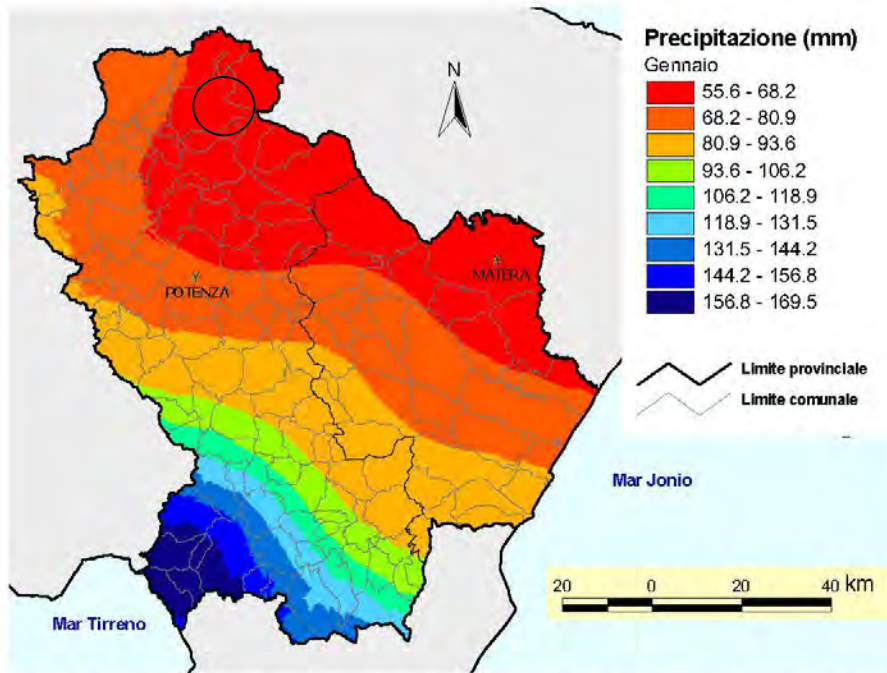 Precipitazione (mm)
Gennaio
55.6 - 68.2
68.2 - 80.9
80.9 - 93.6
93.6 - 106.2
106.2 - 118.9
118.9 - 131.5
131.5 - 144.2
144.2 - 156.8
156.8 - 169.5
N
MATERA
POTENZA
Limite provinciale
Limite comunale
Mar Jonio
Mar Tirreno
20 0 20 40 km